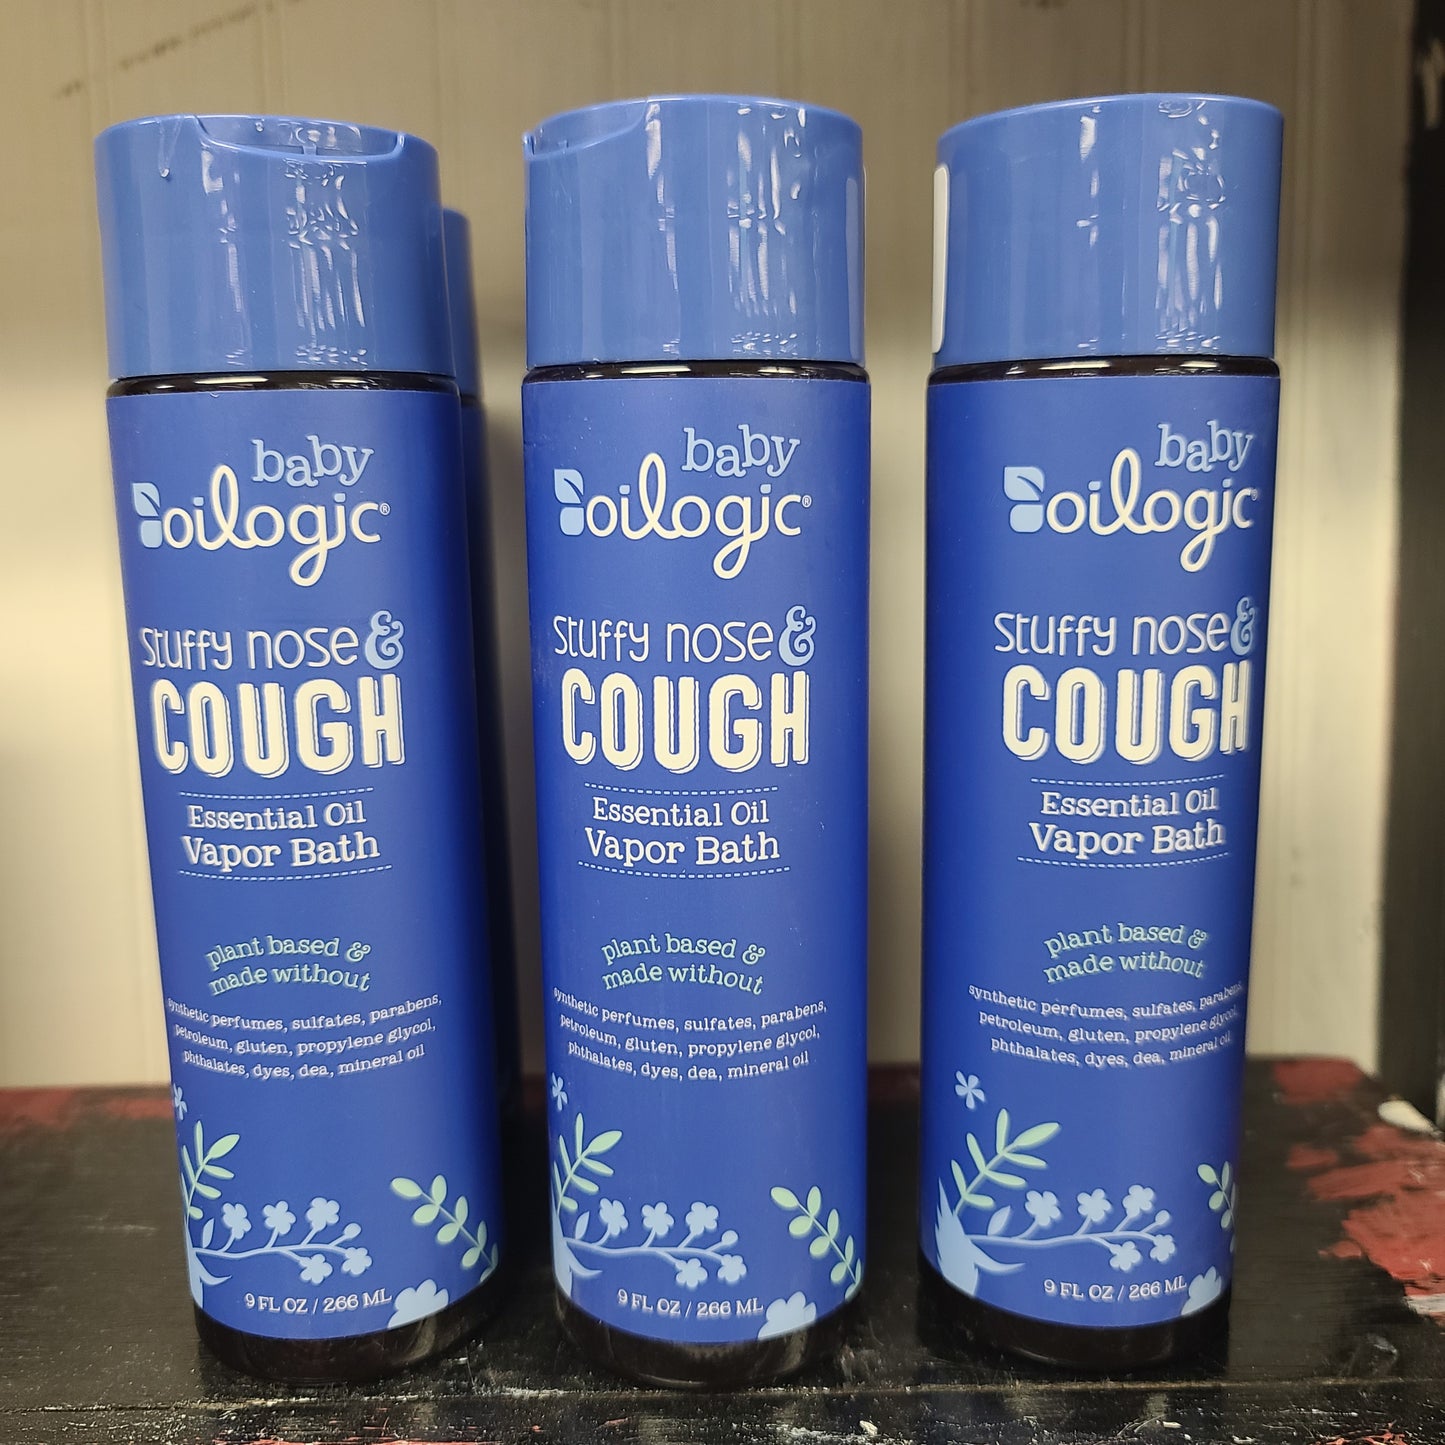 baby
oilogic®
stuffy nose &
COUGH
Essential Oil
Vapor Bath
plant based &
made without
synthetic perfumes, sulfates, parabens,
petroleum, gluten, propylene glycol,
phthalates, dyes, dea, mineral oil
9 FL OZ / 266 ML
baby
oilogic®
stuffy nose &
COUGH
Essential Oil
Vapor Bath
plant based &
made without
synthetic perfumes, sulfates, parabens,
petroleum, gluten, propylene glycol,
phthalates, dyes, dea, mineral oil
9 FL OZ / 266 ML
baby
oilogic®
stuffy nose &
COUGH
Essential Oil
Vapor Bath
plant based &
made without
synthetic perfumes, sulfates, parabens,
petroleum, gluten, propylene glycol,
phthalates, dyes, dea, mineral oil
9 FL OZ / 266 ML